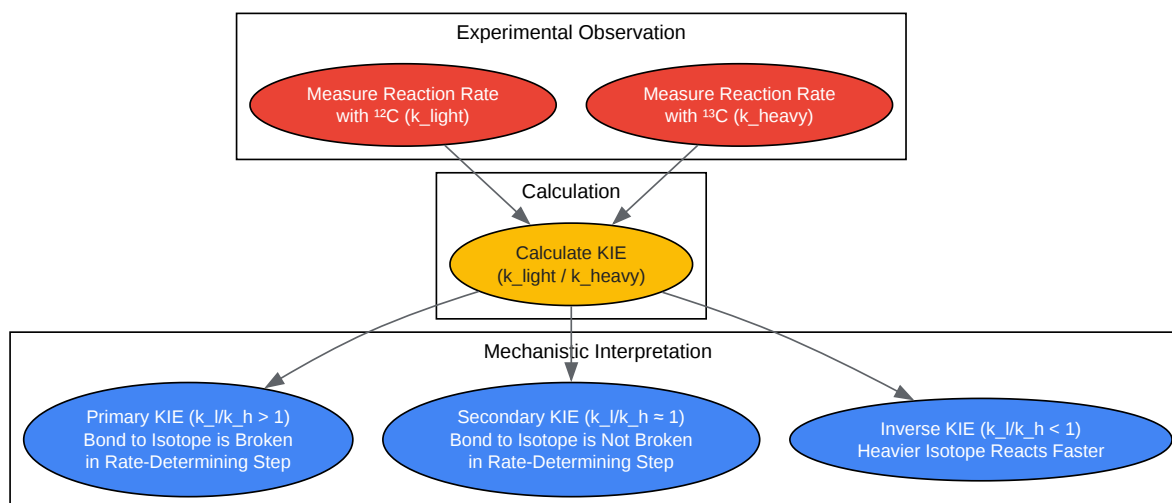 Experimental Observation
Measure Reaction Rate
with ¹²C (k_light)
Measure Reaction Rate
with ¹³C (k_heavy)
Calculation
Calculate KIE
(k_light / k_heavy)
Mechanistic Interpretation
Primary KIE (k_l/k_h > 1)
Bond to Isotope is Broken
in Rate-Determining Step
Secondary KIE (k_l/k_h ≈ 1)
Bond to Isotope is Not Broken
in Rate-Determining Step
Inverse KIE (k_l/k_h < 1)
Heavier Isotope Reacts Faster